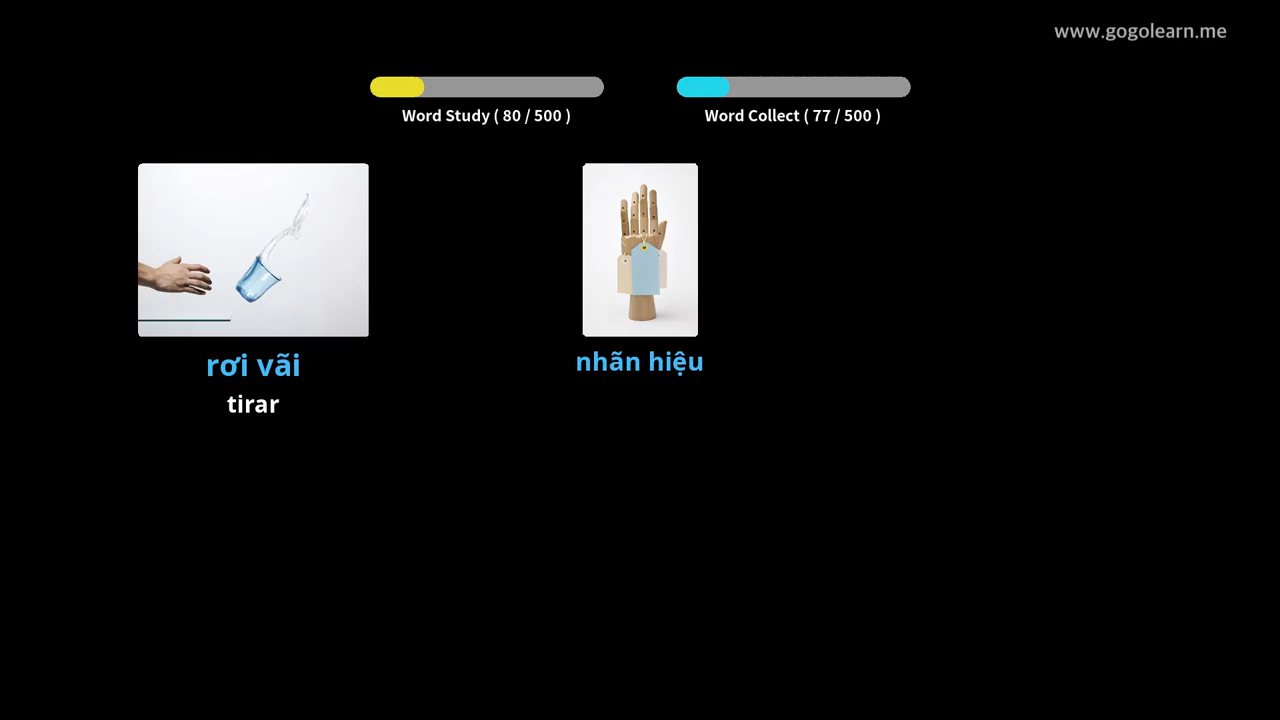 www.gogolearn.me
Word Study ( 80 / 500 )
Word Collect ( 77 / 500 )
rơi vãi
tirar
nhãn hiệu